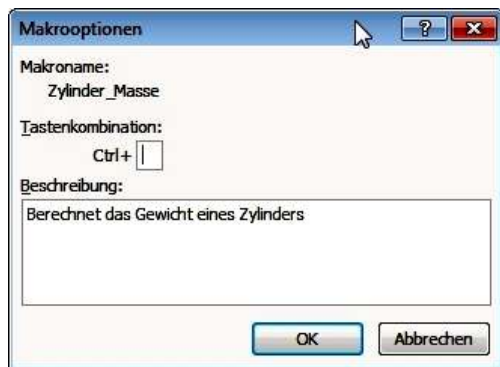 Makrooptionen
Makroname:
Zylinder_Masse
Tastenkombination:
Ctrl+
Beschreibung:
Berechnet das Gewicht eines Zylinders
OK Abbrechen